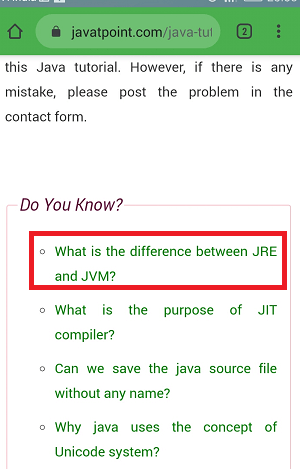 javatpoint.com/java-tut
2
this Java tutorial. However, if there is any
mistake, please post the problem in the
contact form.
Do You Know?
What is the difference between JRE
and JVM?
What is the purpose of JIT
compiler?
Can we save the java source file
without any name?
Why java uses the concept of
Unicode system?